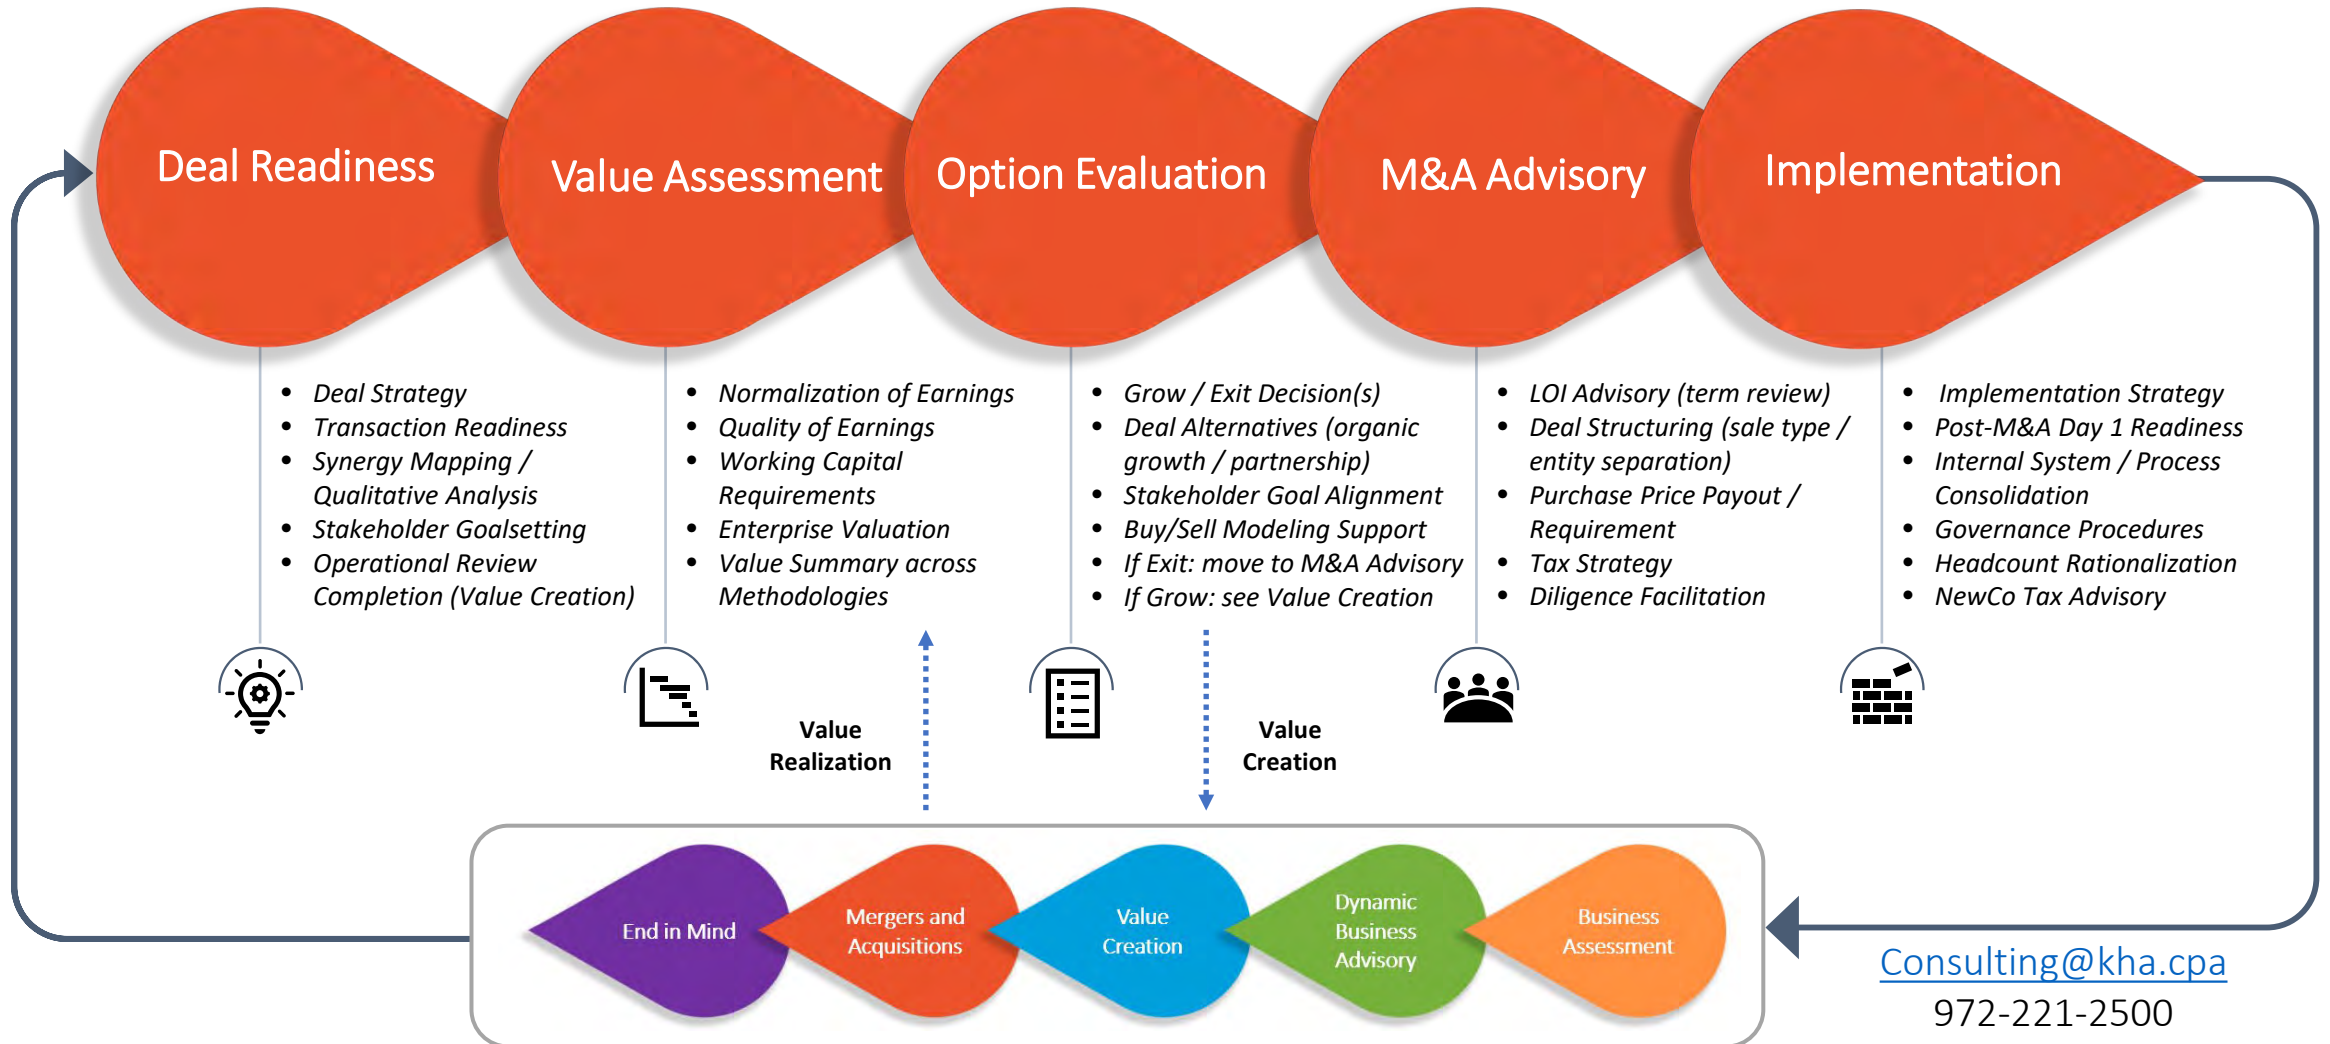 Deal Readiness
Value Assessment
Option Evaluation
M&A Advisory
Implementation
• Deal Strategy
• Transaction Readiness
• Synergy Mapping /
Qualitative Analysis
• Stakeholder Goalsetting
• Operational Review
Completion (Value Creation)
• Normalization of Earnings
• Quality of Earnings
• Working Capital
Requirements
• Enterprise Valuation
• Value Summary across
Methodologies
• Grow / Exit Decision(s)
• Deal Alternatives (organic
growth / partnership)
• Stakeholder Goal Alignment
• Buy/Sell Modeling Support
• If Exit: move to M&A Advisory
• If Grow: see Value Creation
• LOI Advisory (term review)
• Deal Structuring (sale type /
entity separation)
• Purchase Price Payout /
Requirement
• Tax Strategy
• Diligence Facilitation
• Implementation Strategy
• Post-M&A Day 1 Readiness
• Internal System / Process
Consolidation
• Governance Procedures
• Headcount Rationalization
• NewCo Tax Advisory
Value
Realization
Value
Creation
End in Mind
Mergers and
Acquisitions
Value
Creation
Dynamic
Business
Advisory
Business
Assessment
Consulting@kha.cpa
972-221-2500